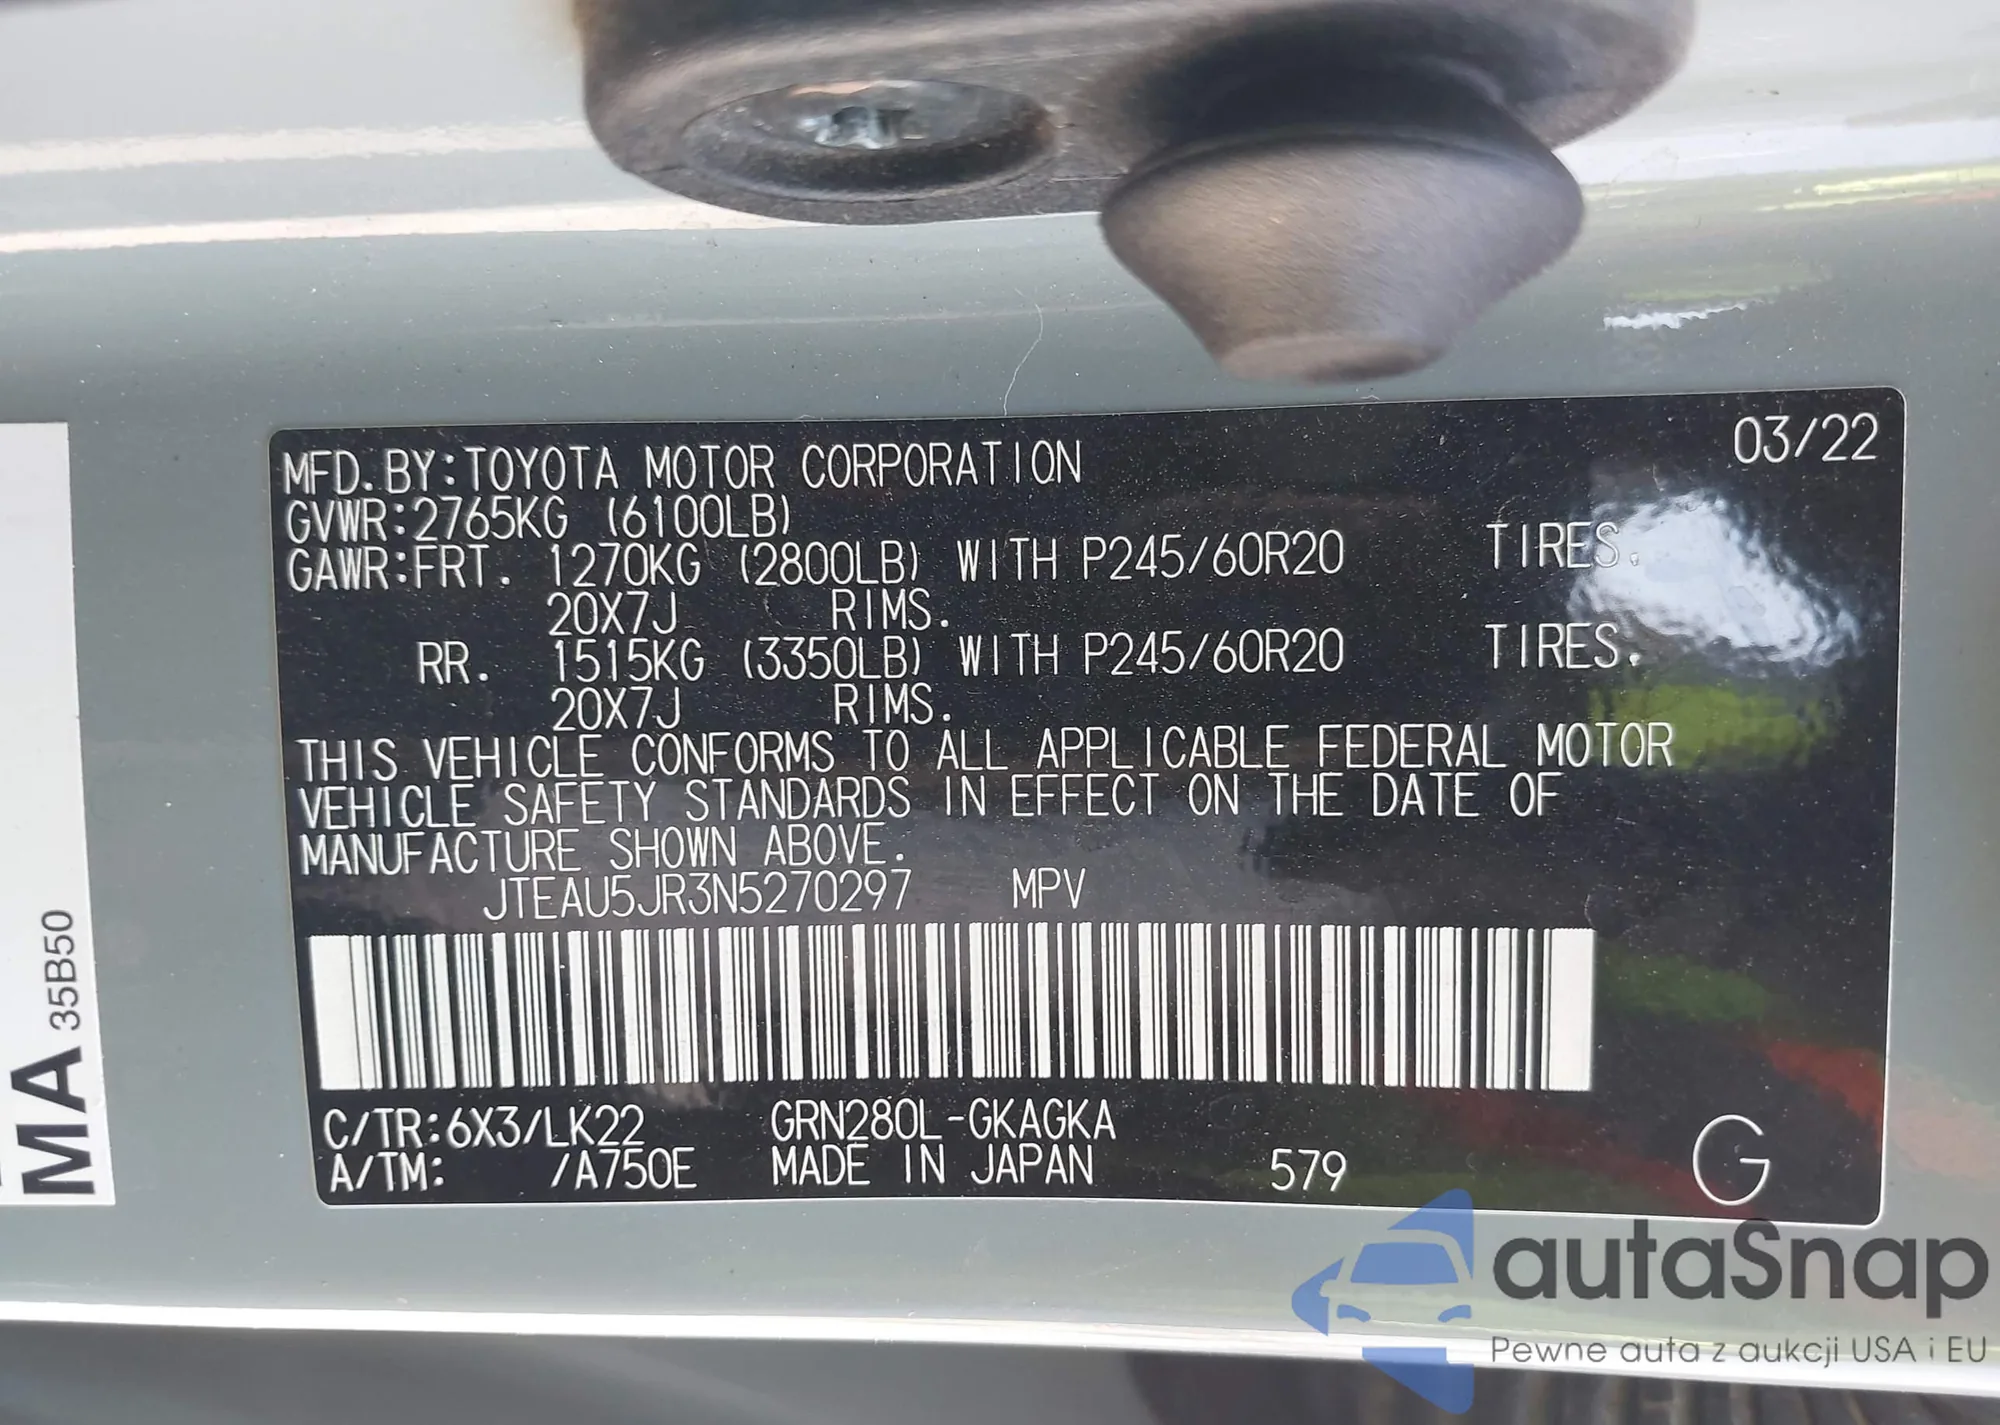 03/22
MFD.BY:TOYOTA MOTOR CORPORATION
GVWR:2765KG (6100LB)
GAWR:FRT. 1270KG (2800LB) WITH P245/60R20 TIRES.
20X7J RIMS.
RR. 1515KG (3350LB) WITH P245/60R20 TIRES.
20X7J RIMS.
THIS VEHICLE CONFORMS TO ALL APPLICABLE FEDERAL MOTOR
VEHICLE SAFETY STANDARDS IN EFFECT ON THE DATE OF
MANUFACTURE SHOWN ABOVE.
JTEAU5JR3N5270297 MPV
C/TR:6X3/LK22 GRN280L-GKAGKA
A/TM: /A750E MADE IN JAPAN 579 G
MA 35B50
autaSnap
Pewne auta z aukcji USA i EU